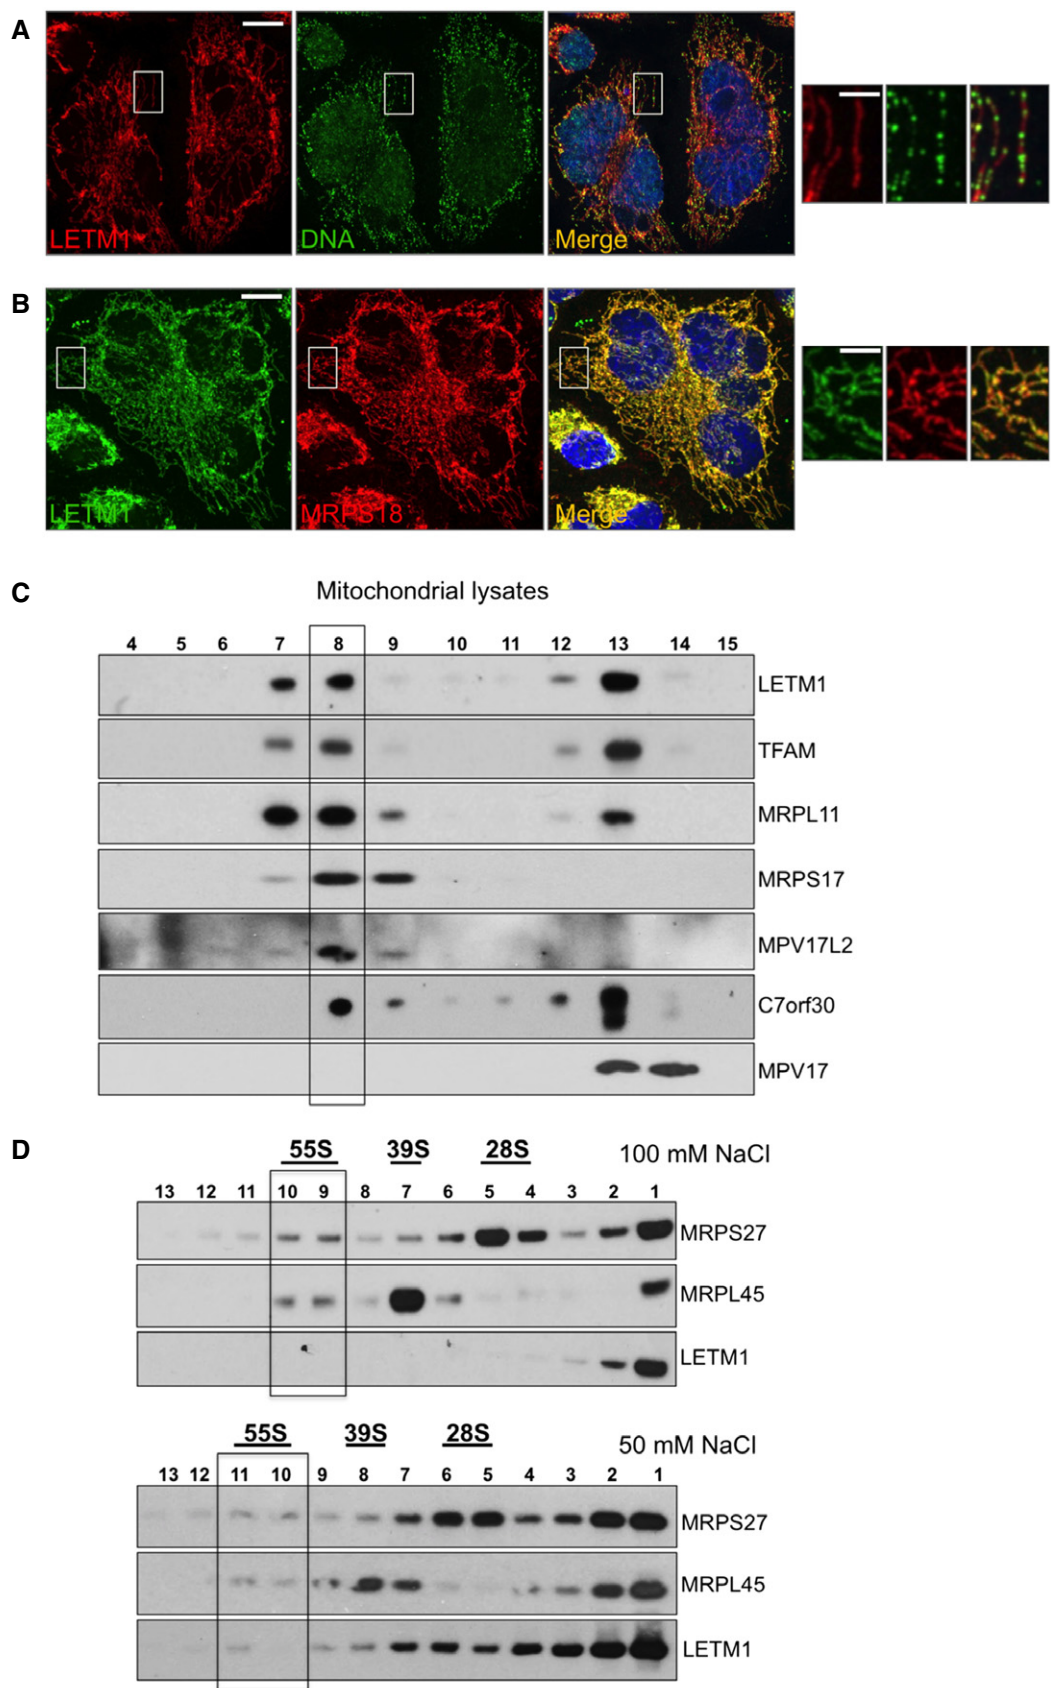 A
LETM1
DNA
Merge
B
LETM1
MRPS18
Merge
C
Mitochondrial lysates
4 5 6 7 8 9 10 11 12 13 14 15
LETM1
TFAM
MRPL11
MRPS17
MPV17L2
C7orf30
MPV17
D
55S 39S 28S 100 mM NaCl
13 12 11 10 9 8 7 6 5 4 3 2 1
MRPS27
MRPL45
LETM1
55S 39S 28S 50 mM NaCl
13 12 11 10 9 8 7 6 5 4 3 2 1
MRPS27
MRPL45
LETM1